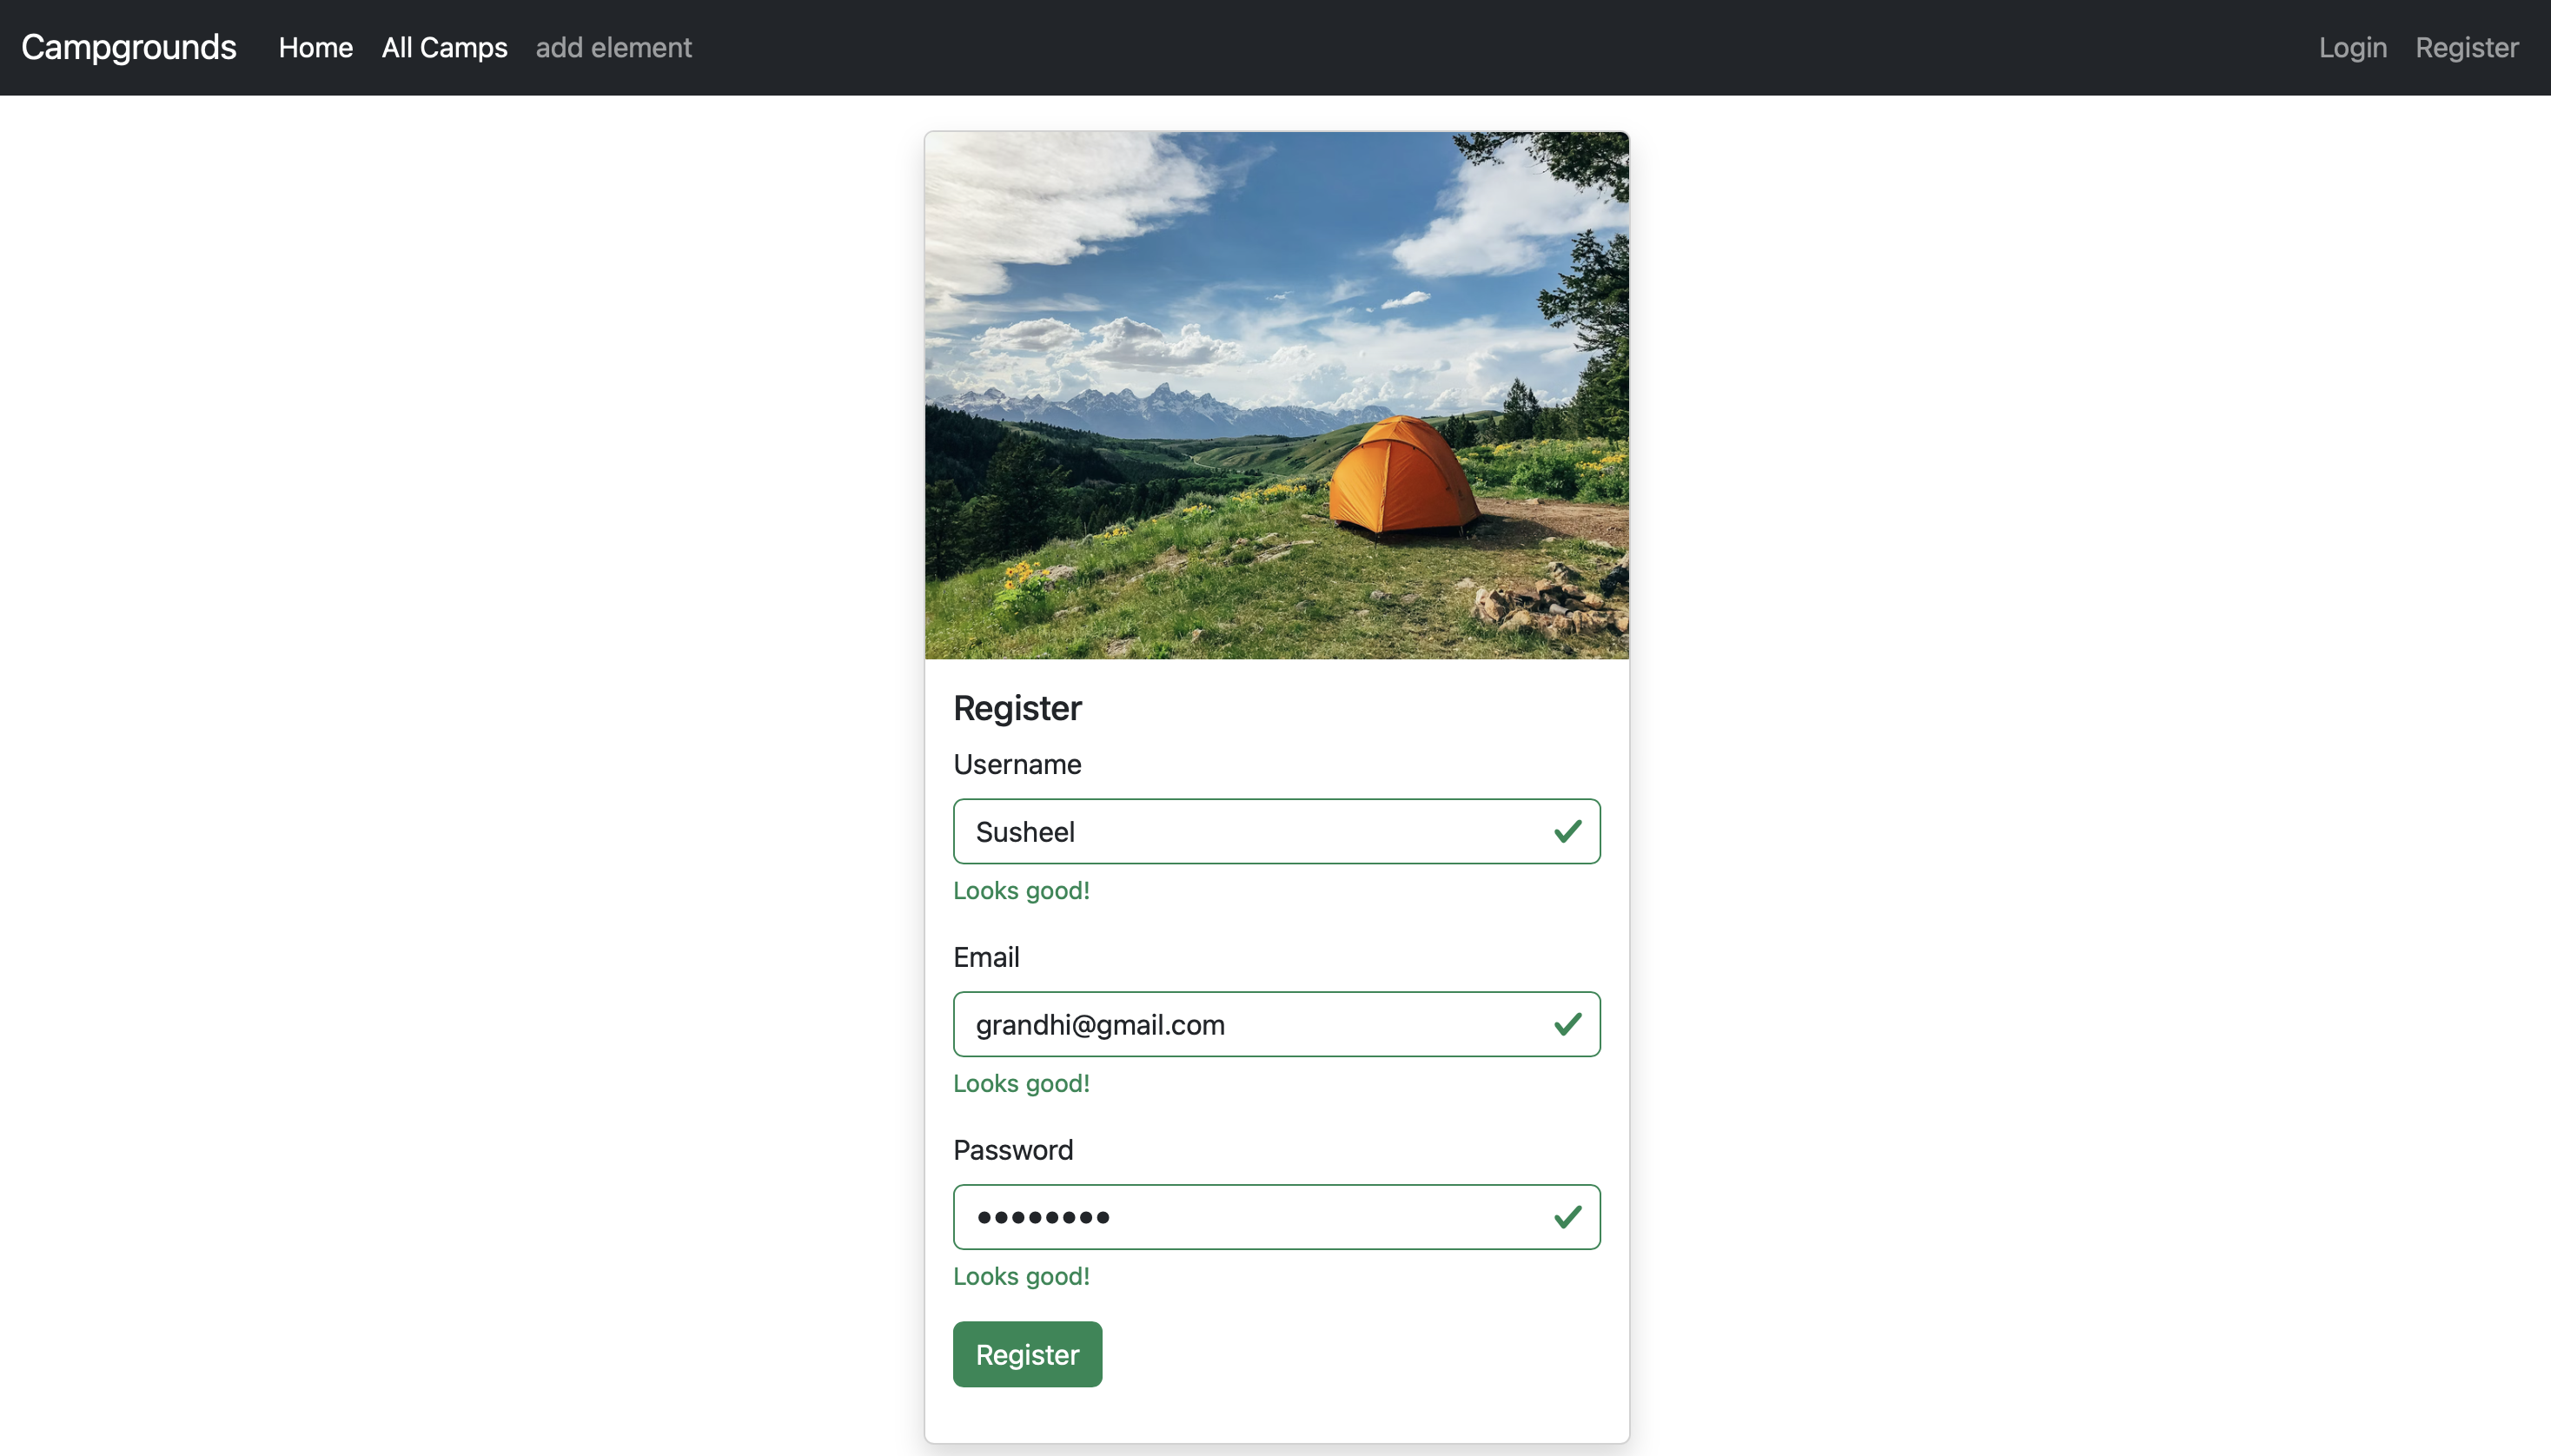 Campgrounds Home All Camps add element Login Register
Register
Username
Susheel
Looks good!
Email
grandhi@gmail.com
Looks good!
Password
••••••••
Looks good!
Register